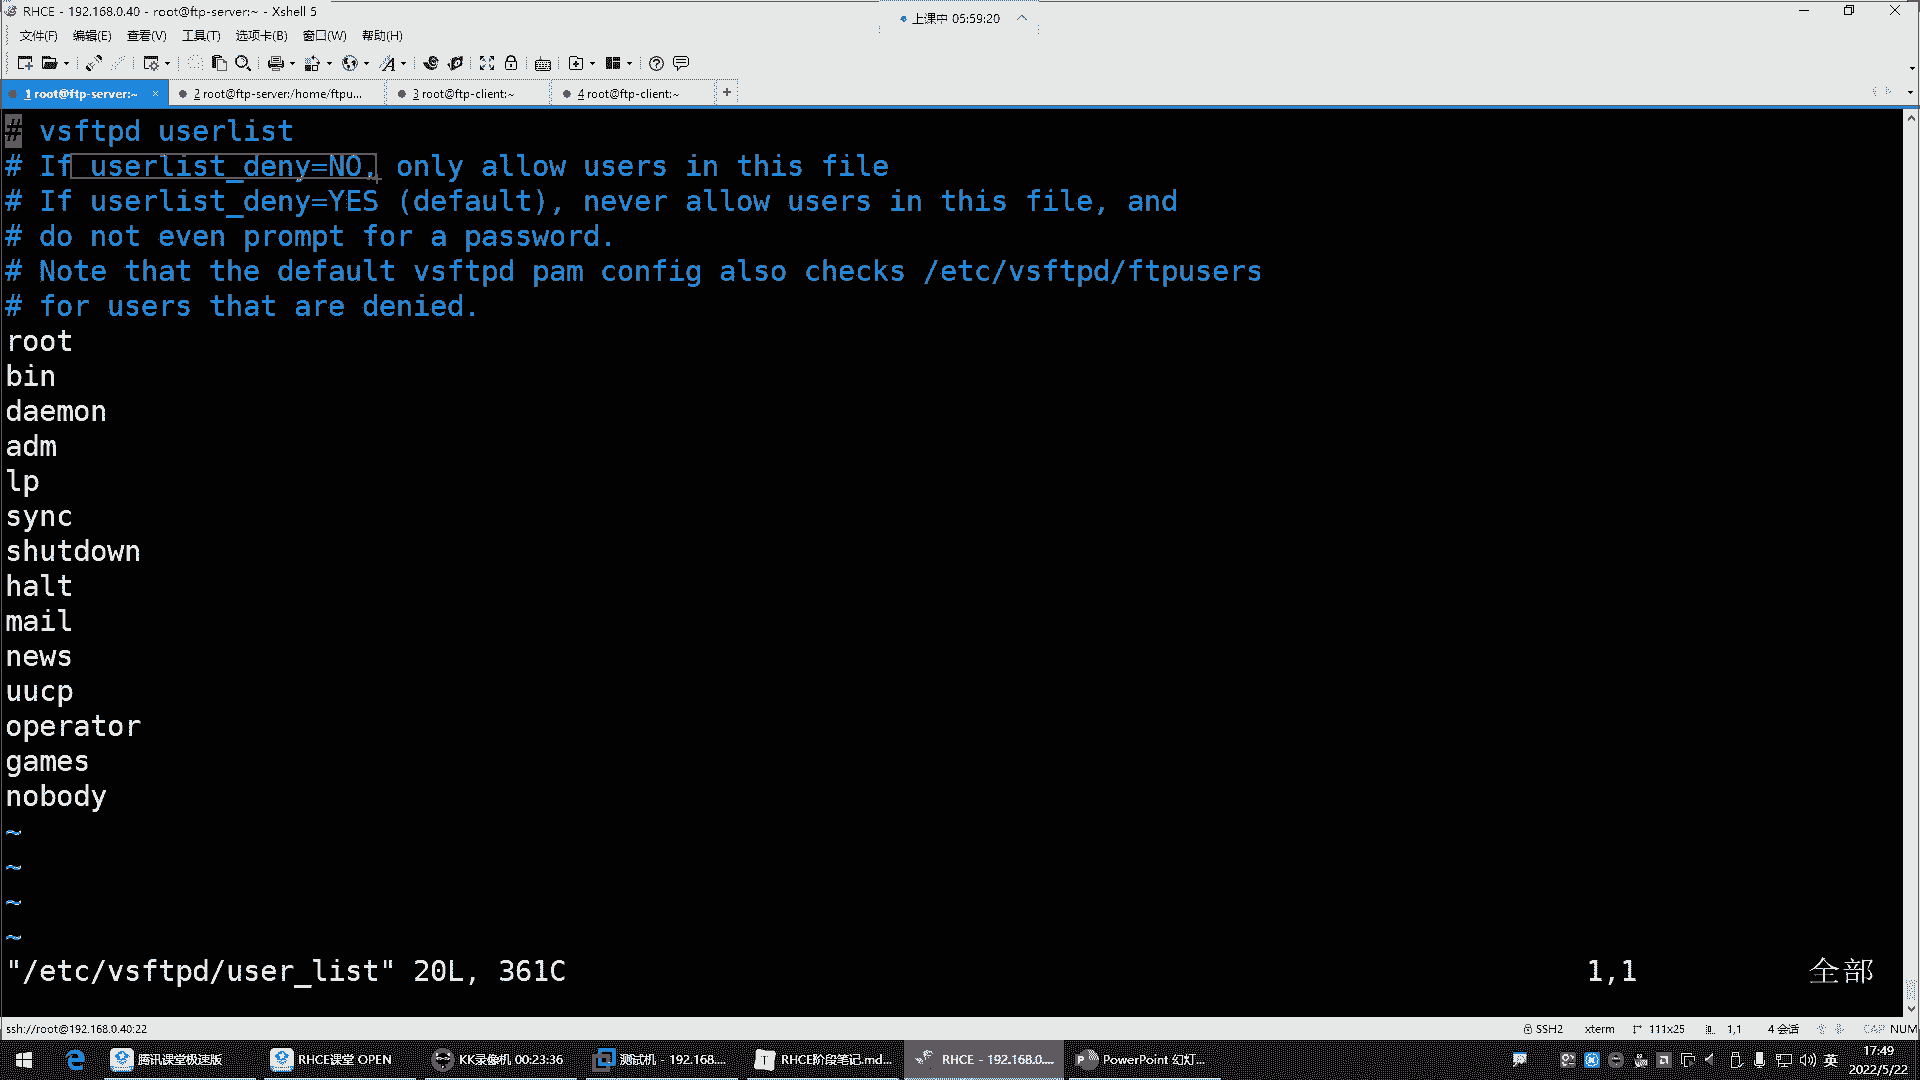 RHCE - 192.168.0.40 - root@ftp-server:~ - Xshell 5
上课中 05:59:20
文件(F) 编辑(E) 查看(V) 工具(T) 选项卡(B) 窗口(W) 帮助(H)
1 root@ftp-server:~ × 2 root@ftp-server:/home/ftpu... 3 root@ftp-client:~ 4 root@ftp-client:~ +
# vsftpd userlist
# If userlist_deny=NO, only allow users in this file
# If userlist_deny=YES (default), never allow users in this file, and
# do not even prompt for a password.
# Note that the default vsftpd pam config also checks /etc/vsftpd/ftpusers
# for users that are denied.
root
bin
daemon
adm
lp
sync
shutdown
halt
mail
news
uucp
operator
games
nobody
~
~
~
~
"/etc/vsftpd/user_list" 20L, 361C 1,1 全部
ssh://root@192.168.0.40:22 SSH2 xterm 111x25 1,1 4 会话 CAP NUM
腾讯课堂极速版 RHCE课堂 OPEN KK录像机 00:23:36 测试机 - 192.168.... RHCE阶段笔记.md... RHCE - 192.168.0.... PowerPoint 幻灯... 英 17:49
2022/5/22